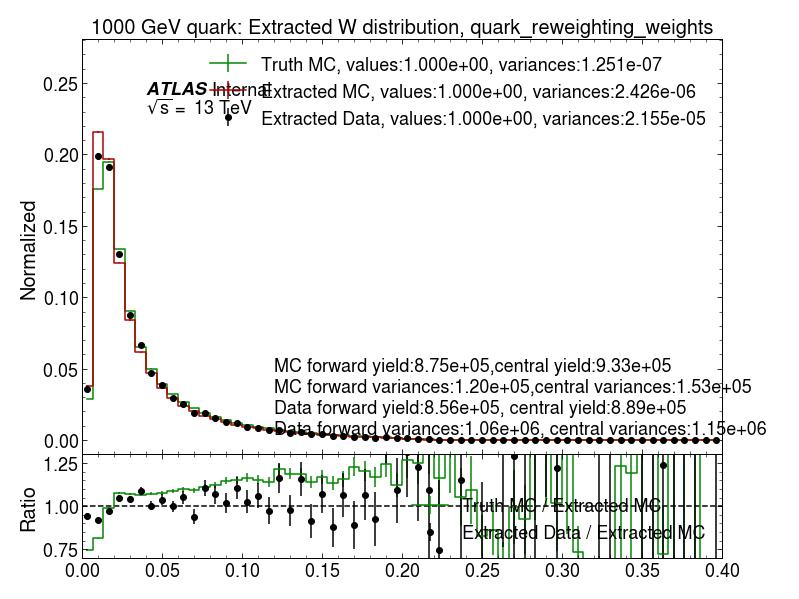 1000 GeV quark: Extracted W distribution, quark_reweighting_weights
Truth MC, values:1.000e+00, variances:1.251e-07
ATLAS Internal
Extracted MC, values:1.000e+00, variances:2.426e-06
√s = 13 TeV
Extracted Data, values:1.000e+00, variances:2.155e-05
Normalized
0.25
0.20
0.15
0.10
0.05
0.00
MC forward yield:8.75e+05,central yield:9.33e+05
MC forward variances:1.20e+05,central variances:1.53e+05
Data forward yield:8.56e+05, central yield:8.89e+05
Data forward variances:1.06e+06, central variances:1.15e+06
Ratio
1.25
1.00
0.75
Truth MC / Extracted MC
Extracted Data / Extracted MC
0.00 0.05 0.10 0.15 0.20 0.25 0.30 0.35 0.40